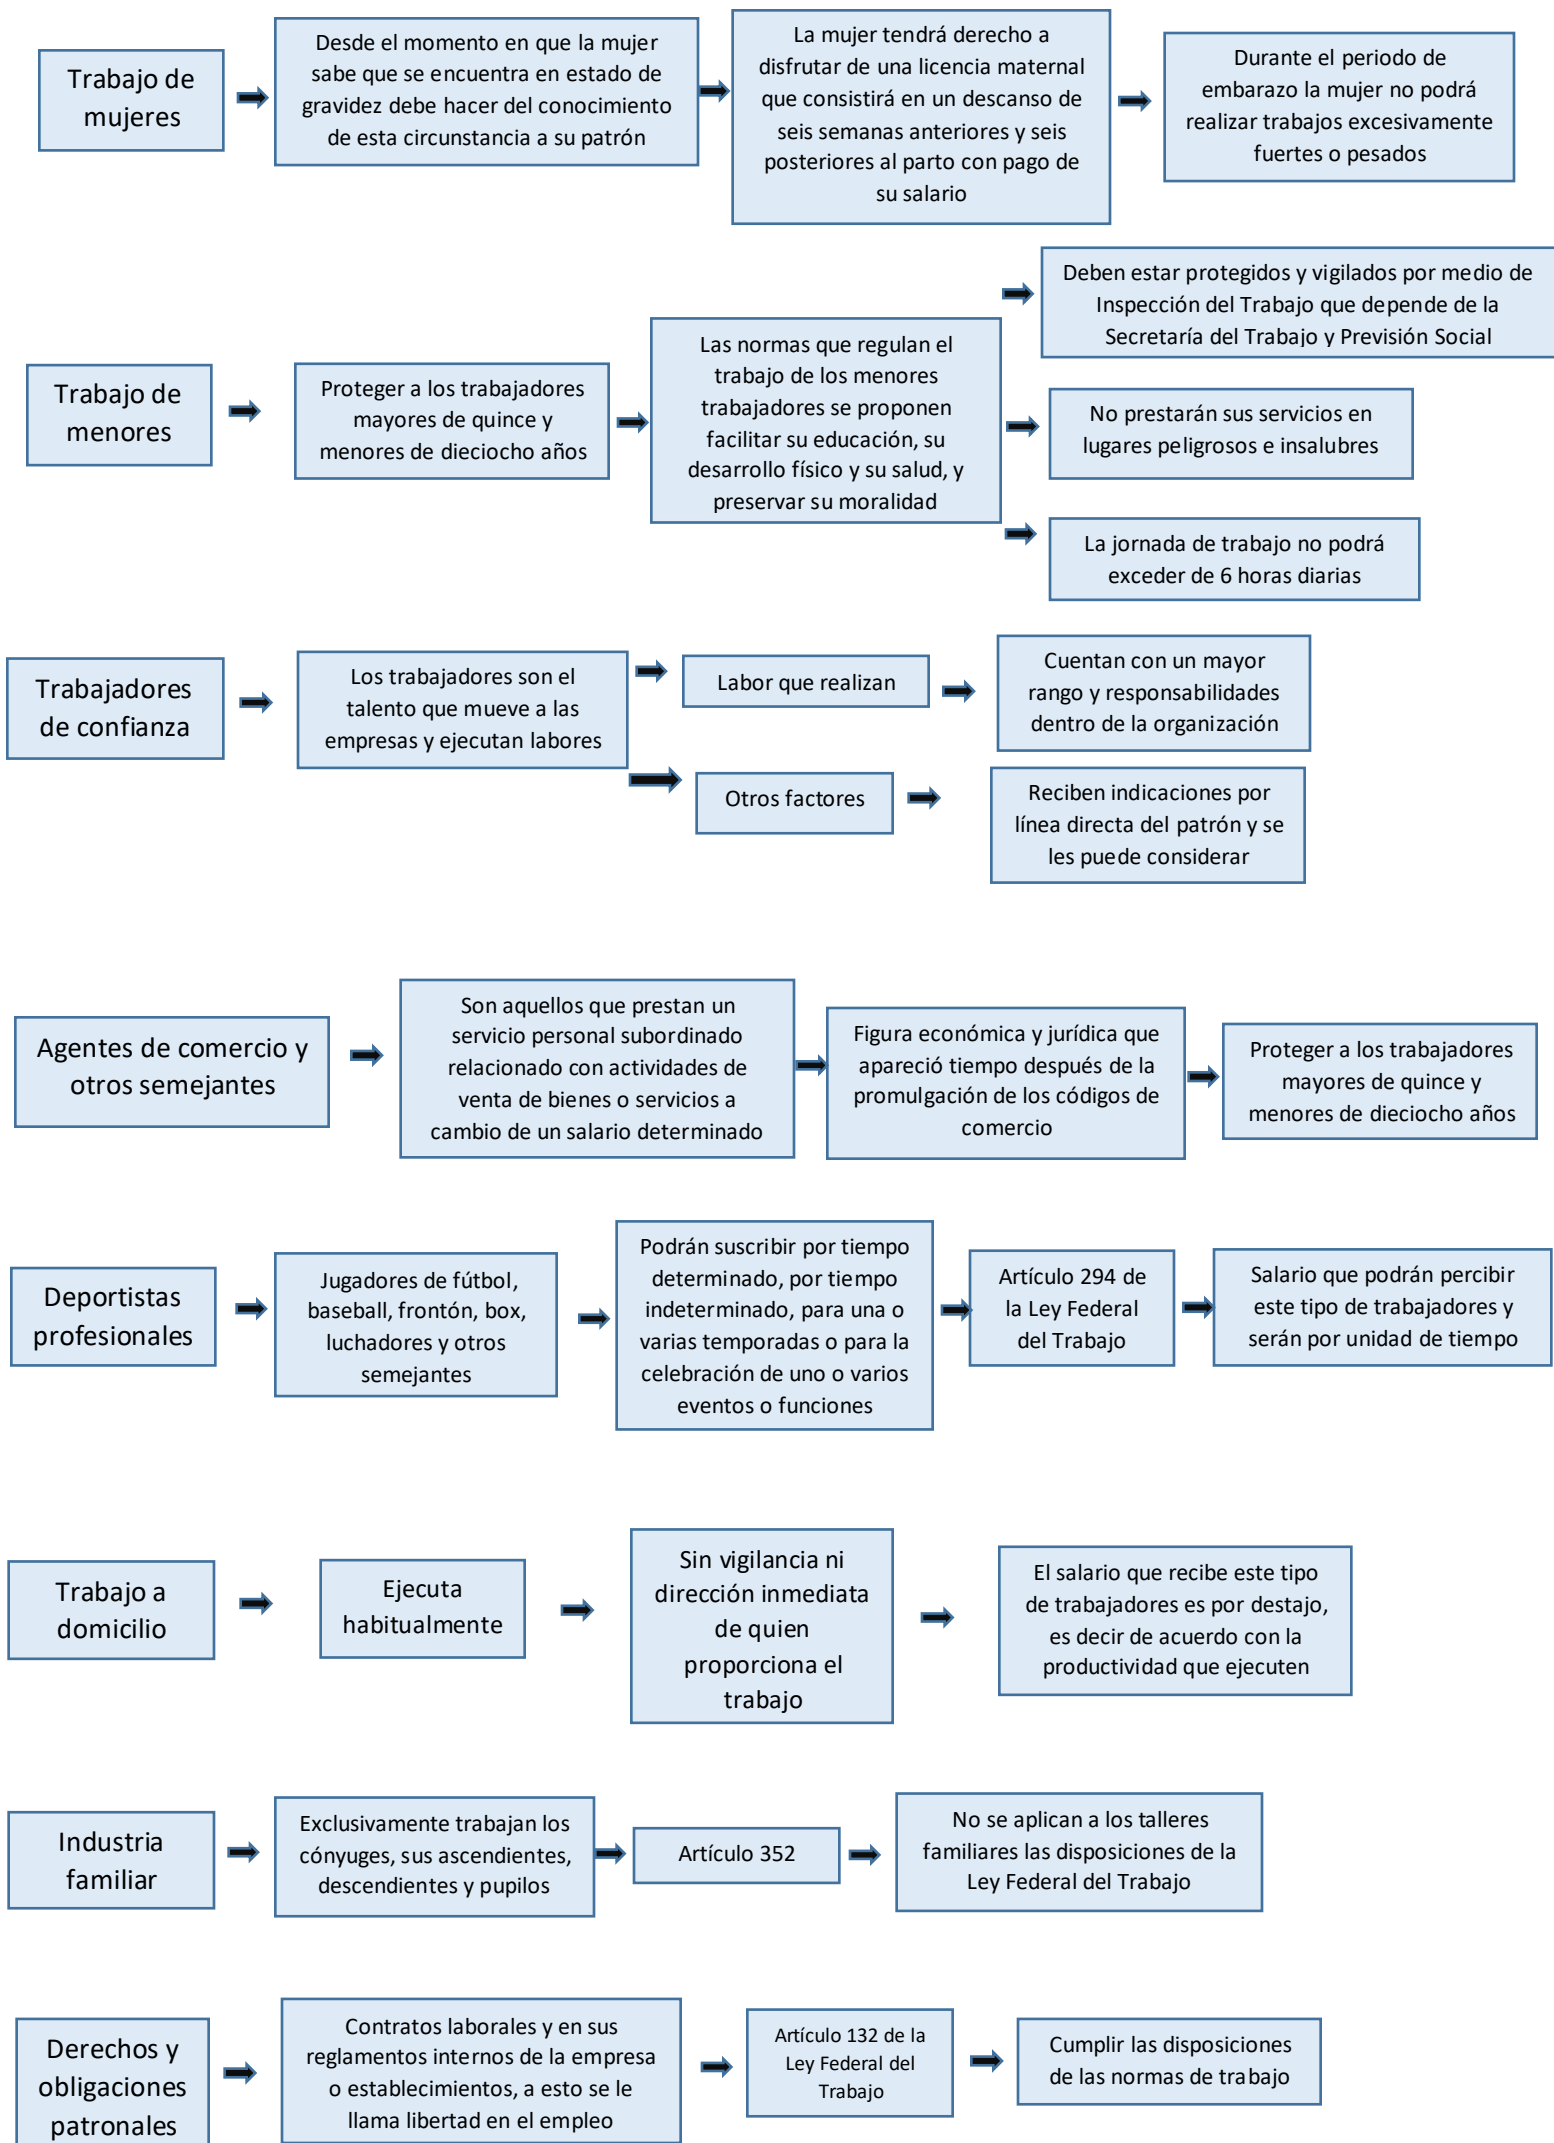 Trabajo de
mujeres
Desde el momento en que la mujer
sabe que se encuentra en estado de
gravidez debe hacer del conocimiento
de esta circunstancia a su patrón
La mujer tendrá derecho a
disfrutar de una licencia maternal
que consistirá en un descanso de
seis semanas anteriores y seis
posteriores al parto con pago de
su salario
Durante el periodo de
embarazo la mujer no podrá
realizar trabajos excesivamente
fuertes o pesados
Trabajo de
menores
Proteger a los trabajadores
mayores de quince y
menores de dieciocho años
Las normas que regulan el
trabajo de los menores
trabajadores se proponen
facilitar su educación, su
desarrollo físico y su salud, y
preservar su moralidad
Deben estar protegidos y vigilados por medio de
Inspección del Trabajo que depende de la
Secretaría del Trabajo y Previsión Social
No prestarán sus servicios en
lugares peligrosos e insalubres
La jornada de trabajo no podrá
exceder de 6 horas diarias
Trabajadores
de confianza
Los trabajadores son el
talento que mueve a las
empresas y ejecutan labores
Labor que realizan
Cuentan con un mayor
rango y responsabilidades
dentro de la organización
Otros factores
Reciben indicaciones por
línea directa del patrón y se
les puede considerar
Agentes de comercio y
otros semejantes
Son aquellos que prestan un
servicio personal subordinado
relacionado con actividades de
venta de bienes o servicios a
cambio de un salario determinado
Figura económica y jurídica que
apareció tiempo después de la
promulgación de los códigos de
comercio
Proteger a los trabajadores
mayores de quince y
menores de dieciocho años
Deportistas
profesionales
Jugadores de fútbol,
baseball, frontón, box,
luchadores y otros
semejantes
Podrán suscribir por tiempo
determinado, por tiempo
indeterminado, para una o
varias temporadas o para la
celebración de uno o varios
eventos o funciones
Artículo 294 de
la Ley Federal
del Trabajo
Salario que podrán percibir
este tipo de trabajadores y
serán por unidad de tiempo
Trabajo a
domicilio
Ejecuta
habitualmente
Sin vigilancia ni
dirección inmediata
de quien
proporciona el
trabajo
El salario que recibe este tipo
de trabajadores es por destajo,
es decir de acuerdo con la
productividad que ejecuten
Industria
familiar
Exclusivamente trabajan los
cónyuges, sus ascendientes,
descendientes y pupilos
Artículo 352
No se aplican a los talleres
familiares las disposiciones de la
Ley Federal del Trabajo
Derechos y
obligaciones
patronales
Contratos laborales y en sus
reglamentos internos de la empresa
o establecimientos, a esto se le
llama libertad en el empleo
Artículo 132 de la
Ley Federal del
Trabajo
Cumplir las disposiciones
de las normas de trabajo